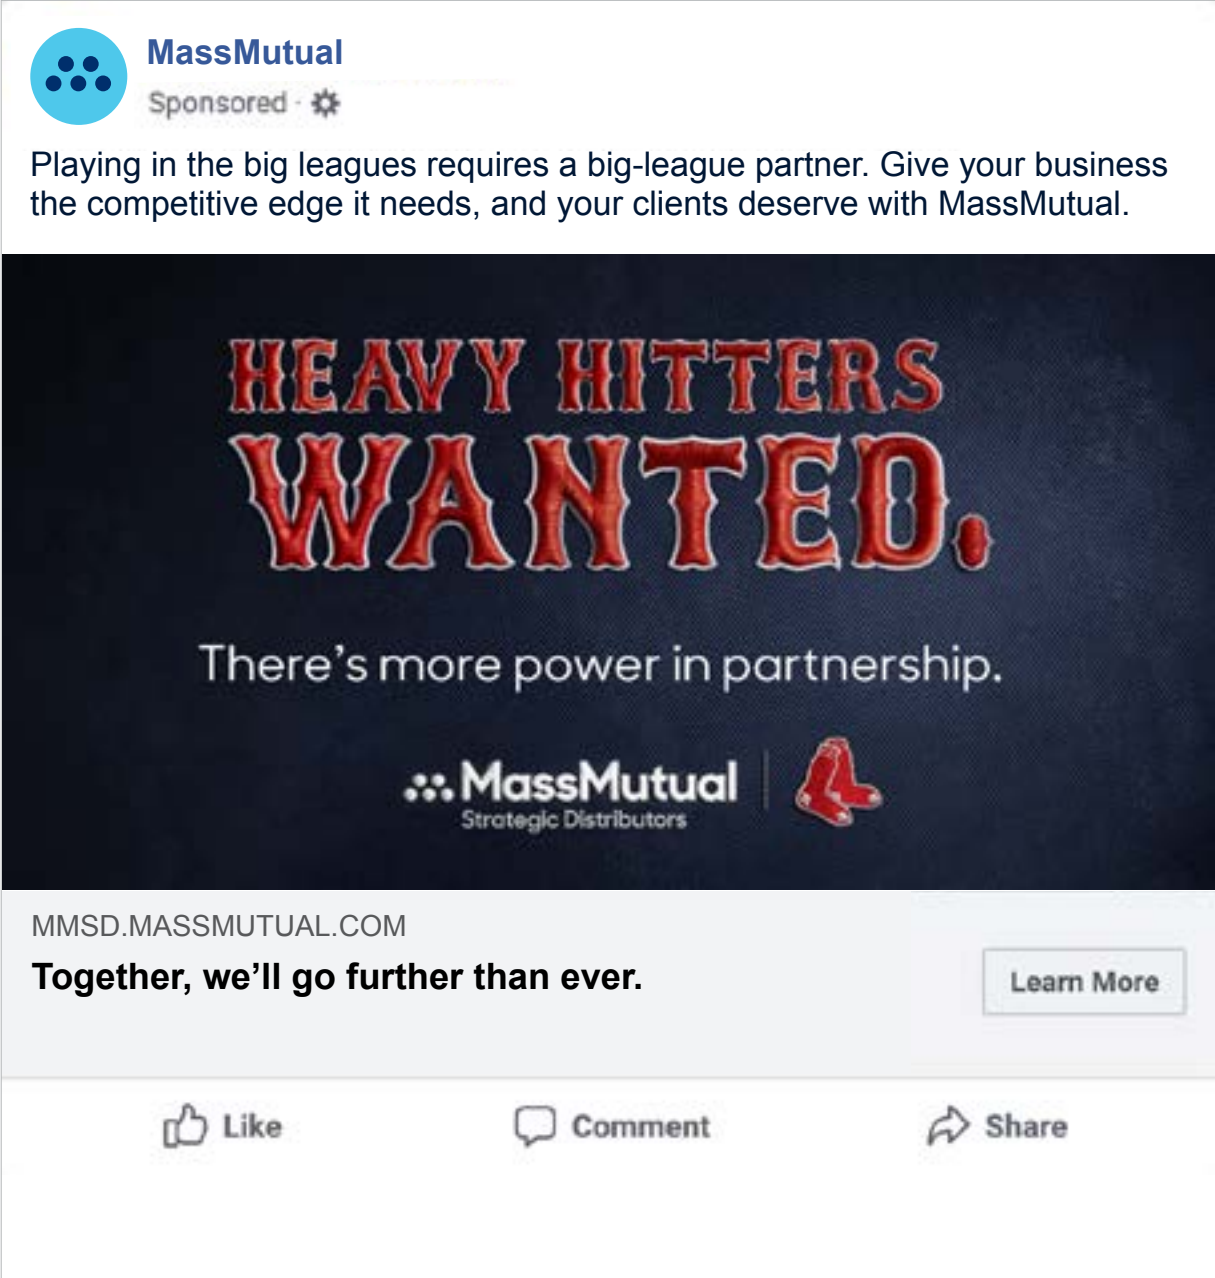 MassMutual
Sponsored ·
Playing in the big leagues requires a big-league partner. Give your business
the competitive edge it needs, and your clients deserve with MassMutual.
HEAVY HITTERS
WANTED.
There’s more power in partnership.
MassMutual
Strategic Distributors
MMSD.MASSMUTUAL.COM
Together, we’ll go further than ever.
Learn More
Like Comment Share